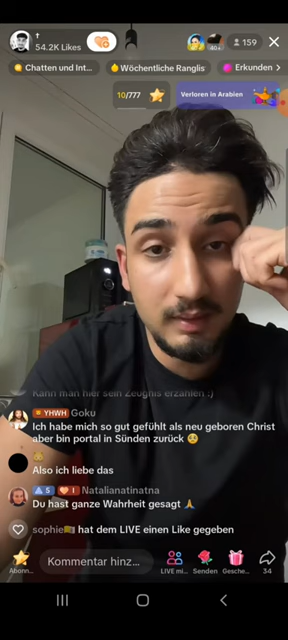 †
54.2K Likes
40+
159
Chatten und Int...
Wöchentliche Ranglis
Erkunden >
10/777
Verloren in Arabien
Kann man hier sein Zeugnis erzählen :)
YHWH Goku
Ich habe mich so gut gefühlt als neu geboren Christ
aber bin portal in Sünden zurück 😢
Also ich liebe das
5 1 Natalianatinatna
Du hast ganze Wahrheit gesagt 🙏
sophie hat dem LIVE einen Like gegeben
Kommentar hinz...
Abonn... LIVE mi... Senden Gesche... 34